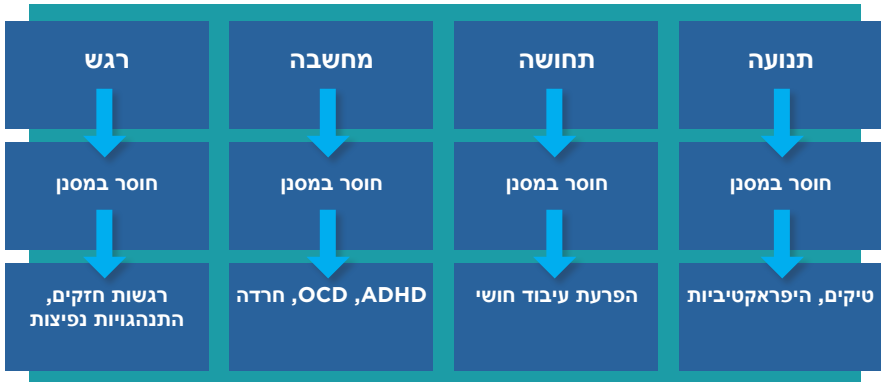 תנועה
תחושה
מחשבה
רגש
חוסר במסנן
חוסר במסנן
חוסר במסנן
חוסר במסנן
טיקים, היפראקטיביות
הפרעת עיבוד חושי
ADHD, OCD, חרדה
רגשות חזקים,
התנהגויות נפיצות